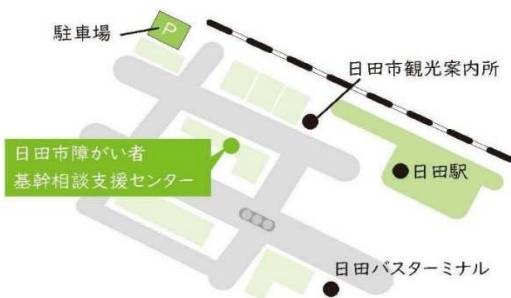 駐車場
P
日田市観光案内所
日田市障がい者
基幹相談支援センター
日田駅
日田バスターミナル